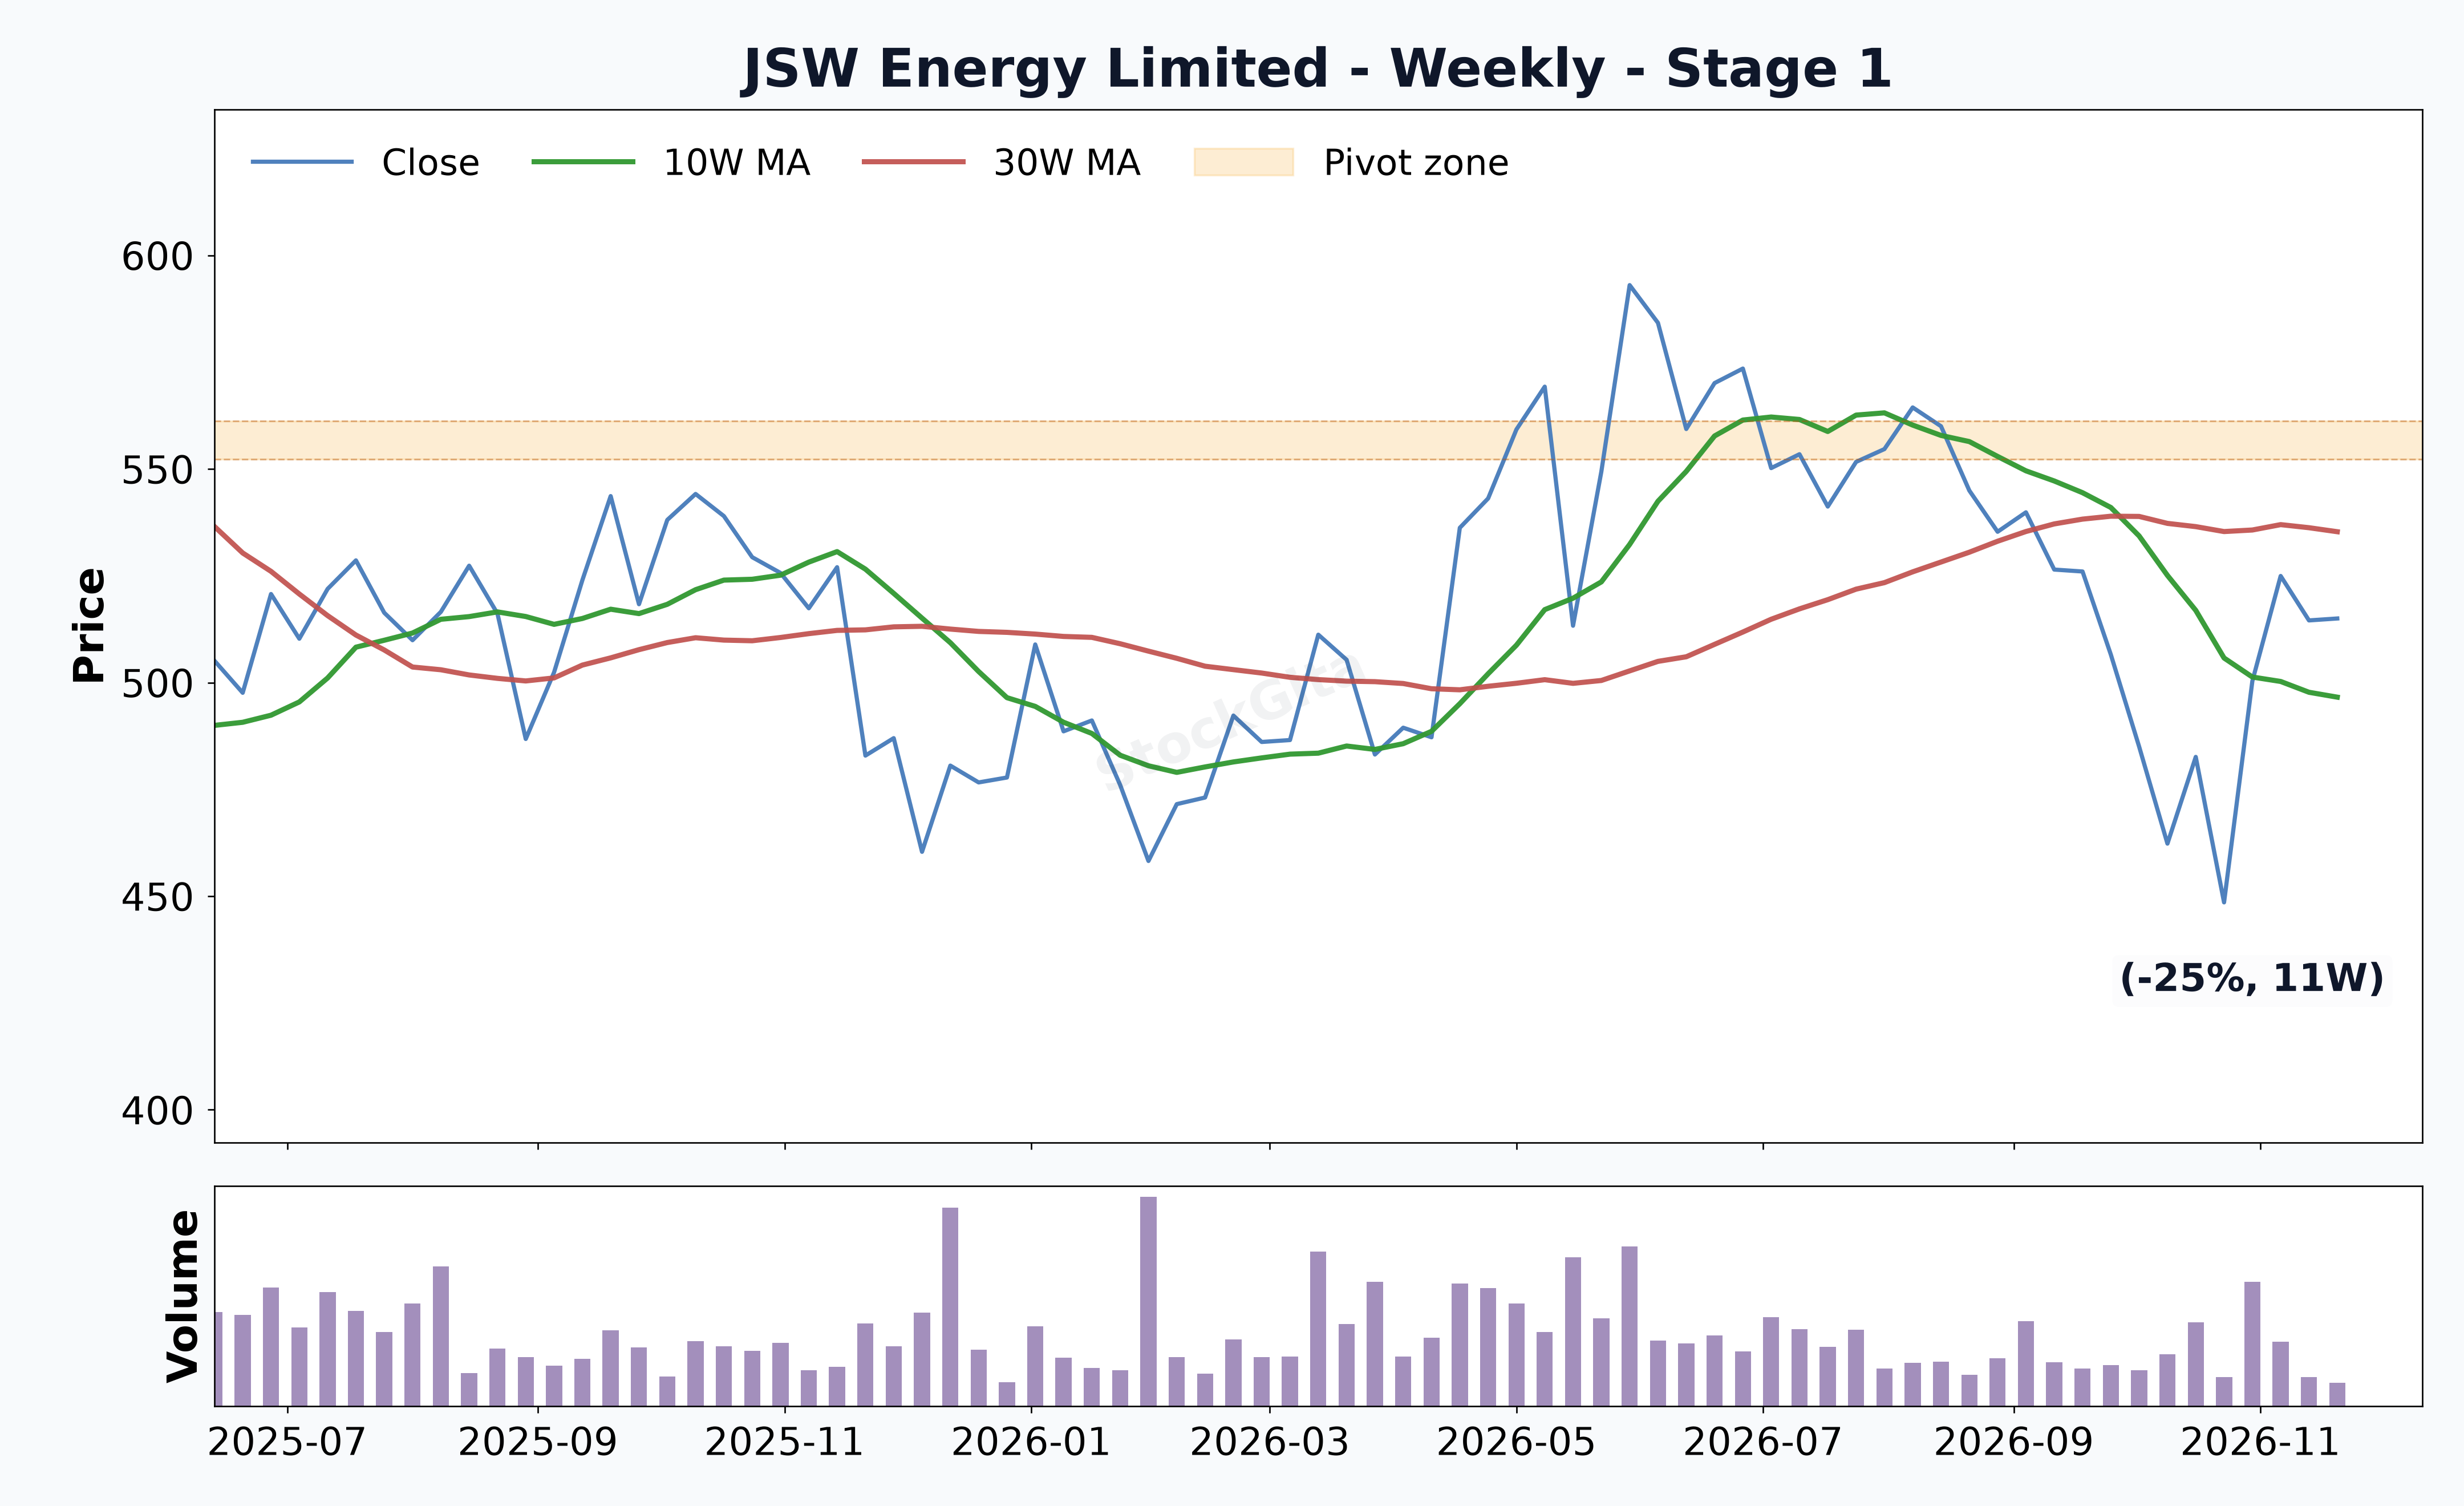 JSW Energy Limited - Weekly - Stage 1
Close 10W MA 30W MA Pivot zone
600
550
500
450
400
Price
StockGita
(-25%, 11W)
Volume
2025-07 2025-09 2025-11 2026-01 2026-03 2026-05 2026-07 2026-09 2026-11